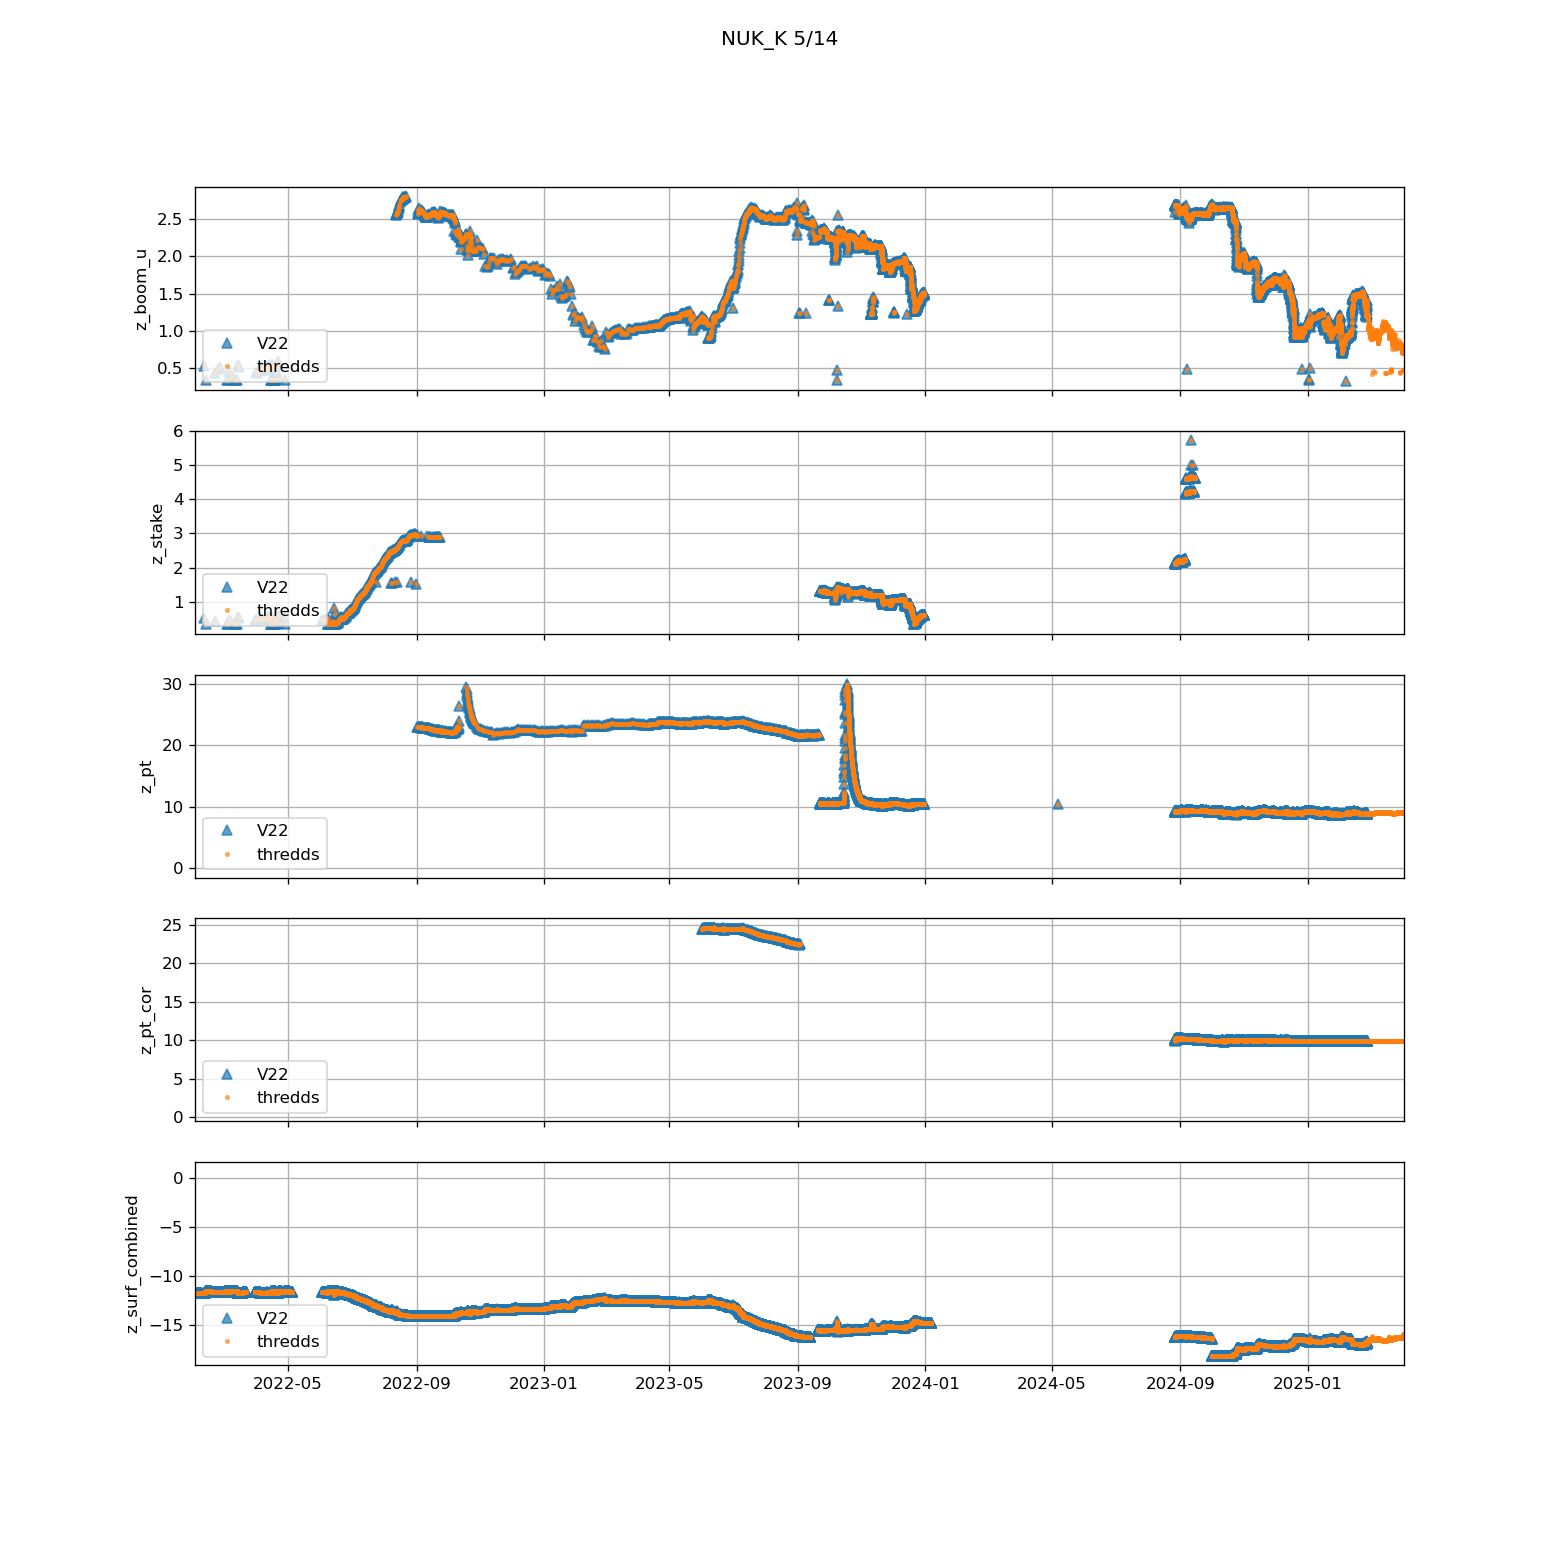 NUK_K 5/14
z_boom_u
2.5
2.0
1.5
1.0
0.5
V22
thredds
z_stake
6
5
4
3
2
1
V22
thredds
z_pt
30
20
10
0
V22
thredds
z_pt_cor
25
20
15
10
5
0
V22
thredds
z_surf_combined
0
−5
−10
−15
V22
thredds
2022-05 2022-09 2023-01 2023-05 2023-09 2024-01 2024-05 2024-09 2025-01